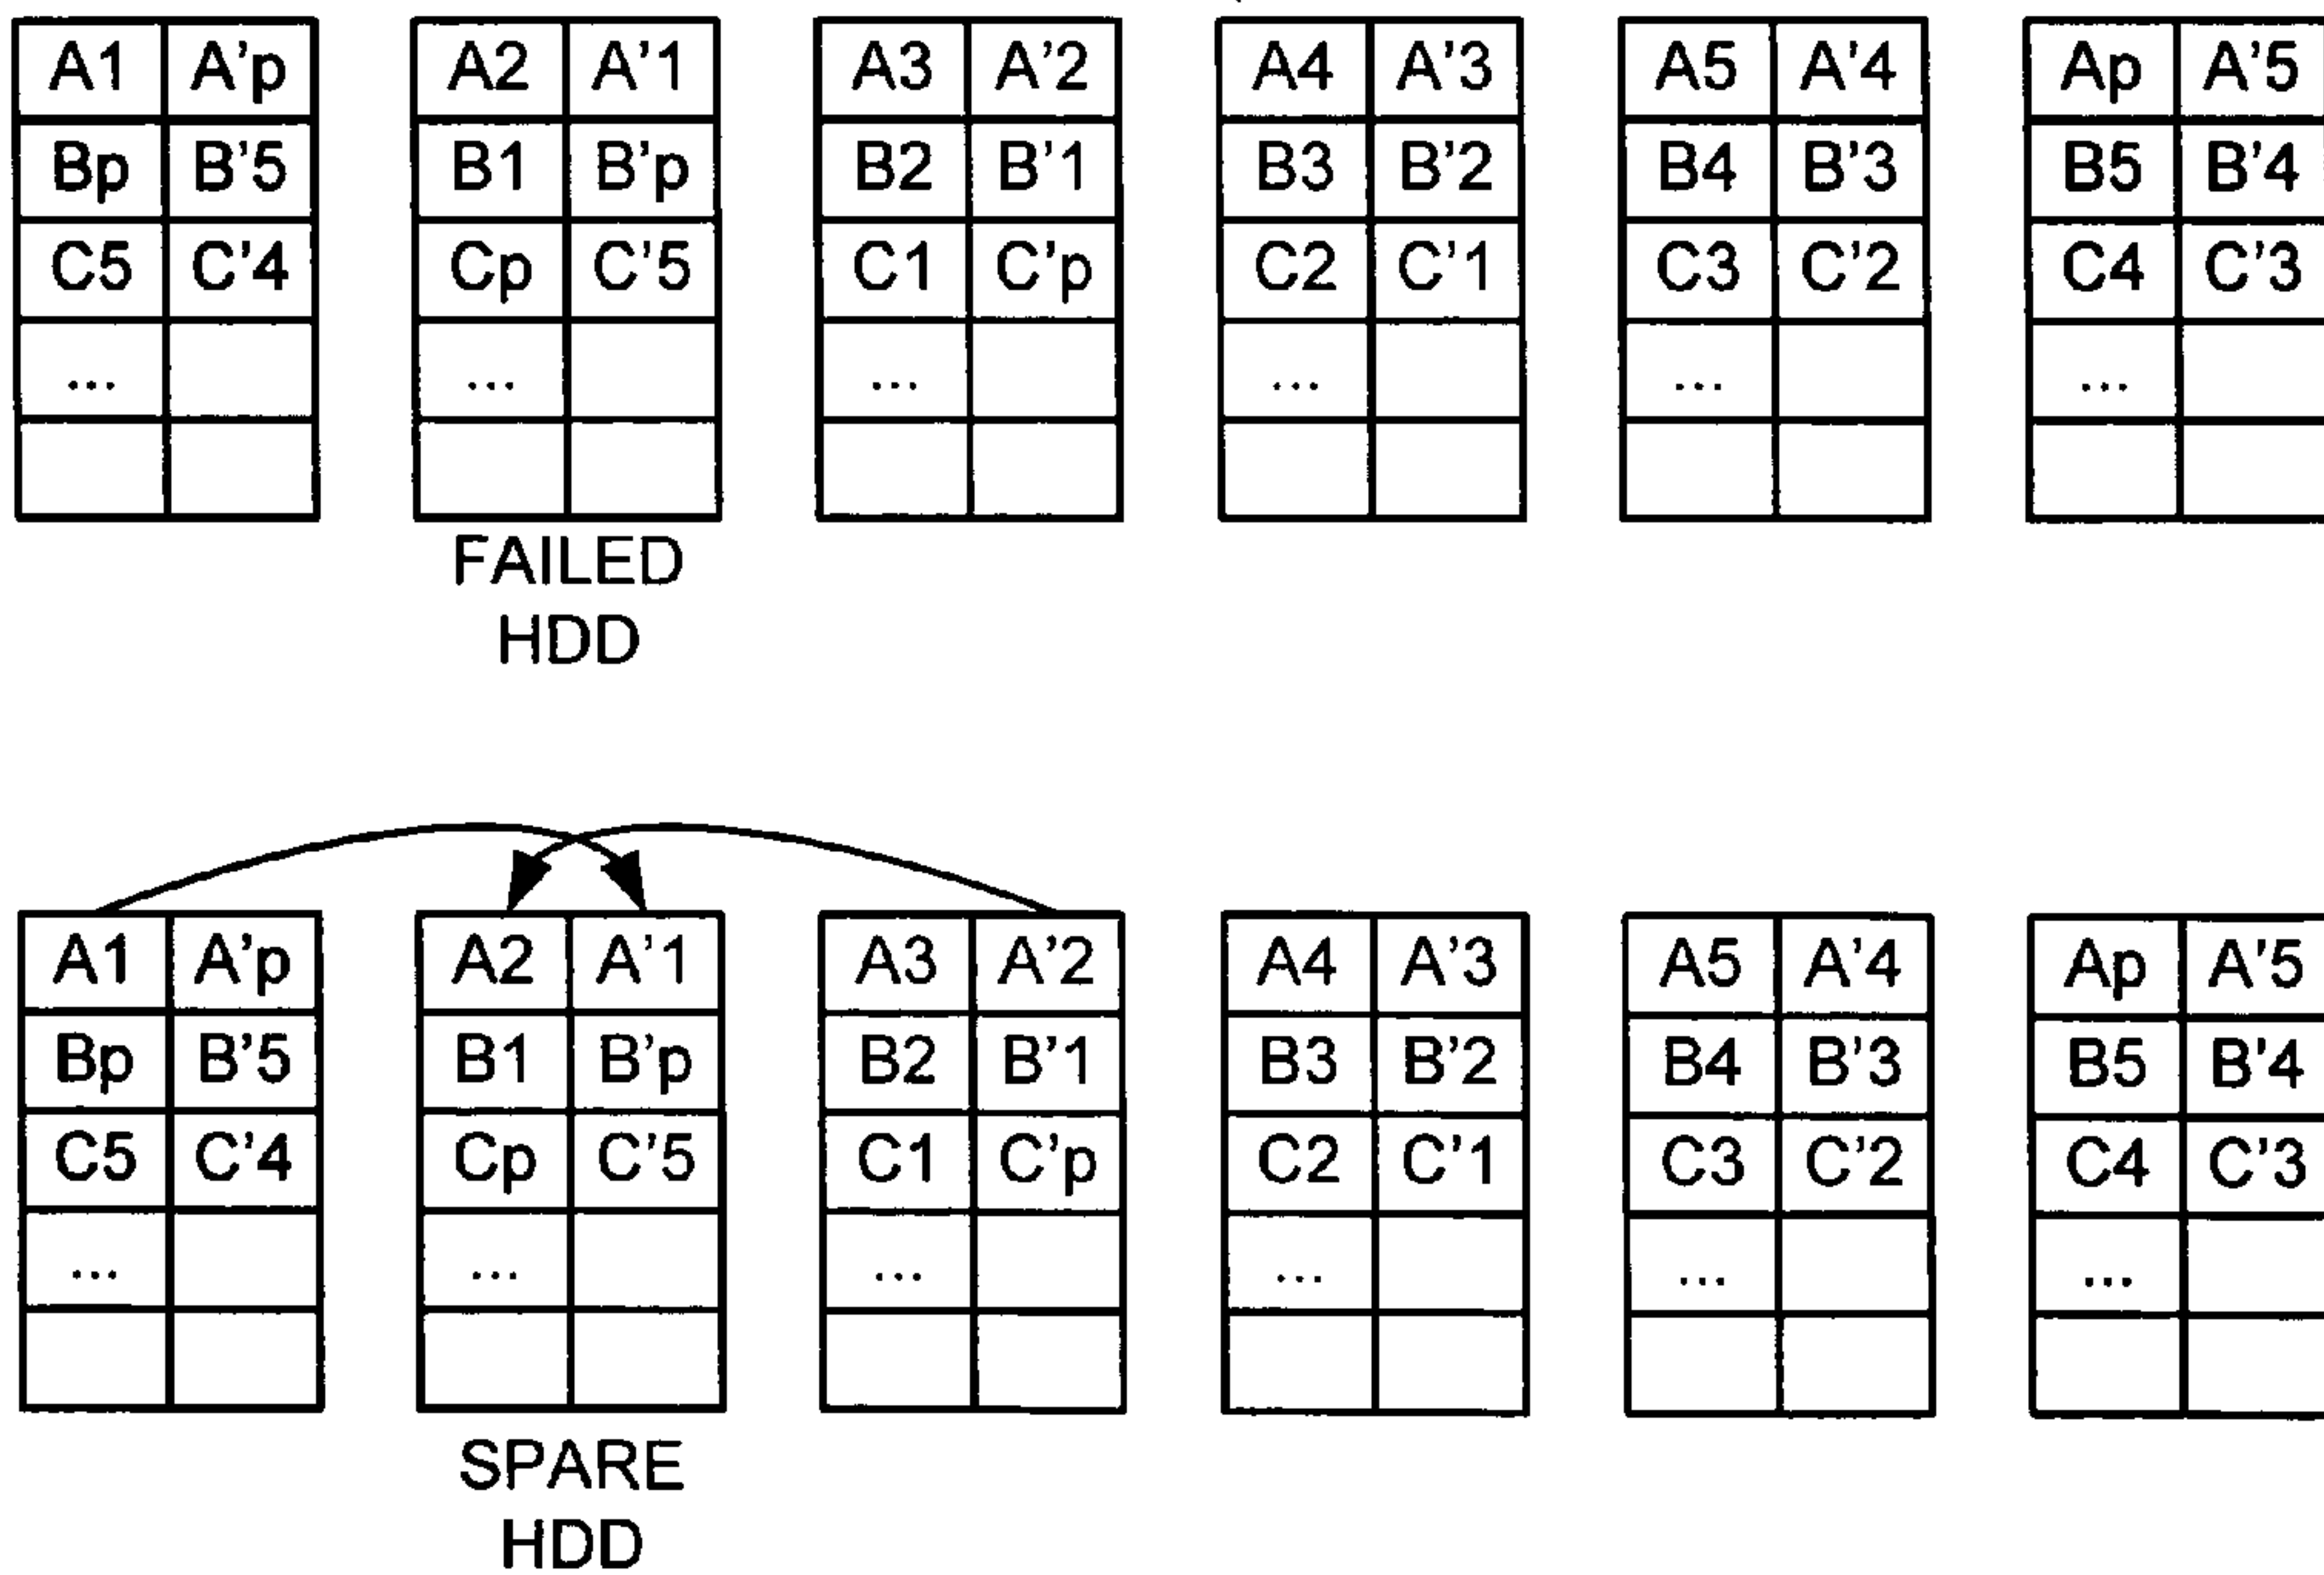 A1 A'p A2 A'1 A3 A'2 A4 A'3 A5 A'4 Ap A'5
Bp B'5 B1 B'p B2 B'1 B3 B'2 B4 B'3 B5 B'4
C5 C'4 Cp C'5 C1 C'p C2 C'1 C3 C'2 C4 C'3
... ... ... ... ... ...
FAILED
HDD
A1 A'p A2 A'1 A3 A'2 A4 A'3 A5 A'4 Ap A'5
Bp B'5 B1 B'p B2 B'1 B3 B'2 B4 B'3 B5 B'4
C5 C'4 Cp C'5 C1 C'p C2 C'1 C3 C'2 C4 C'3
... ... ... ... ... ...
SPARE
HDD